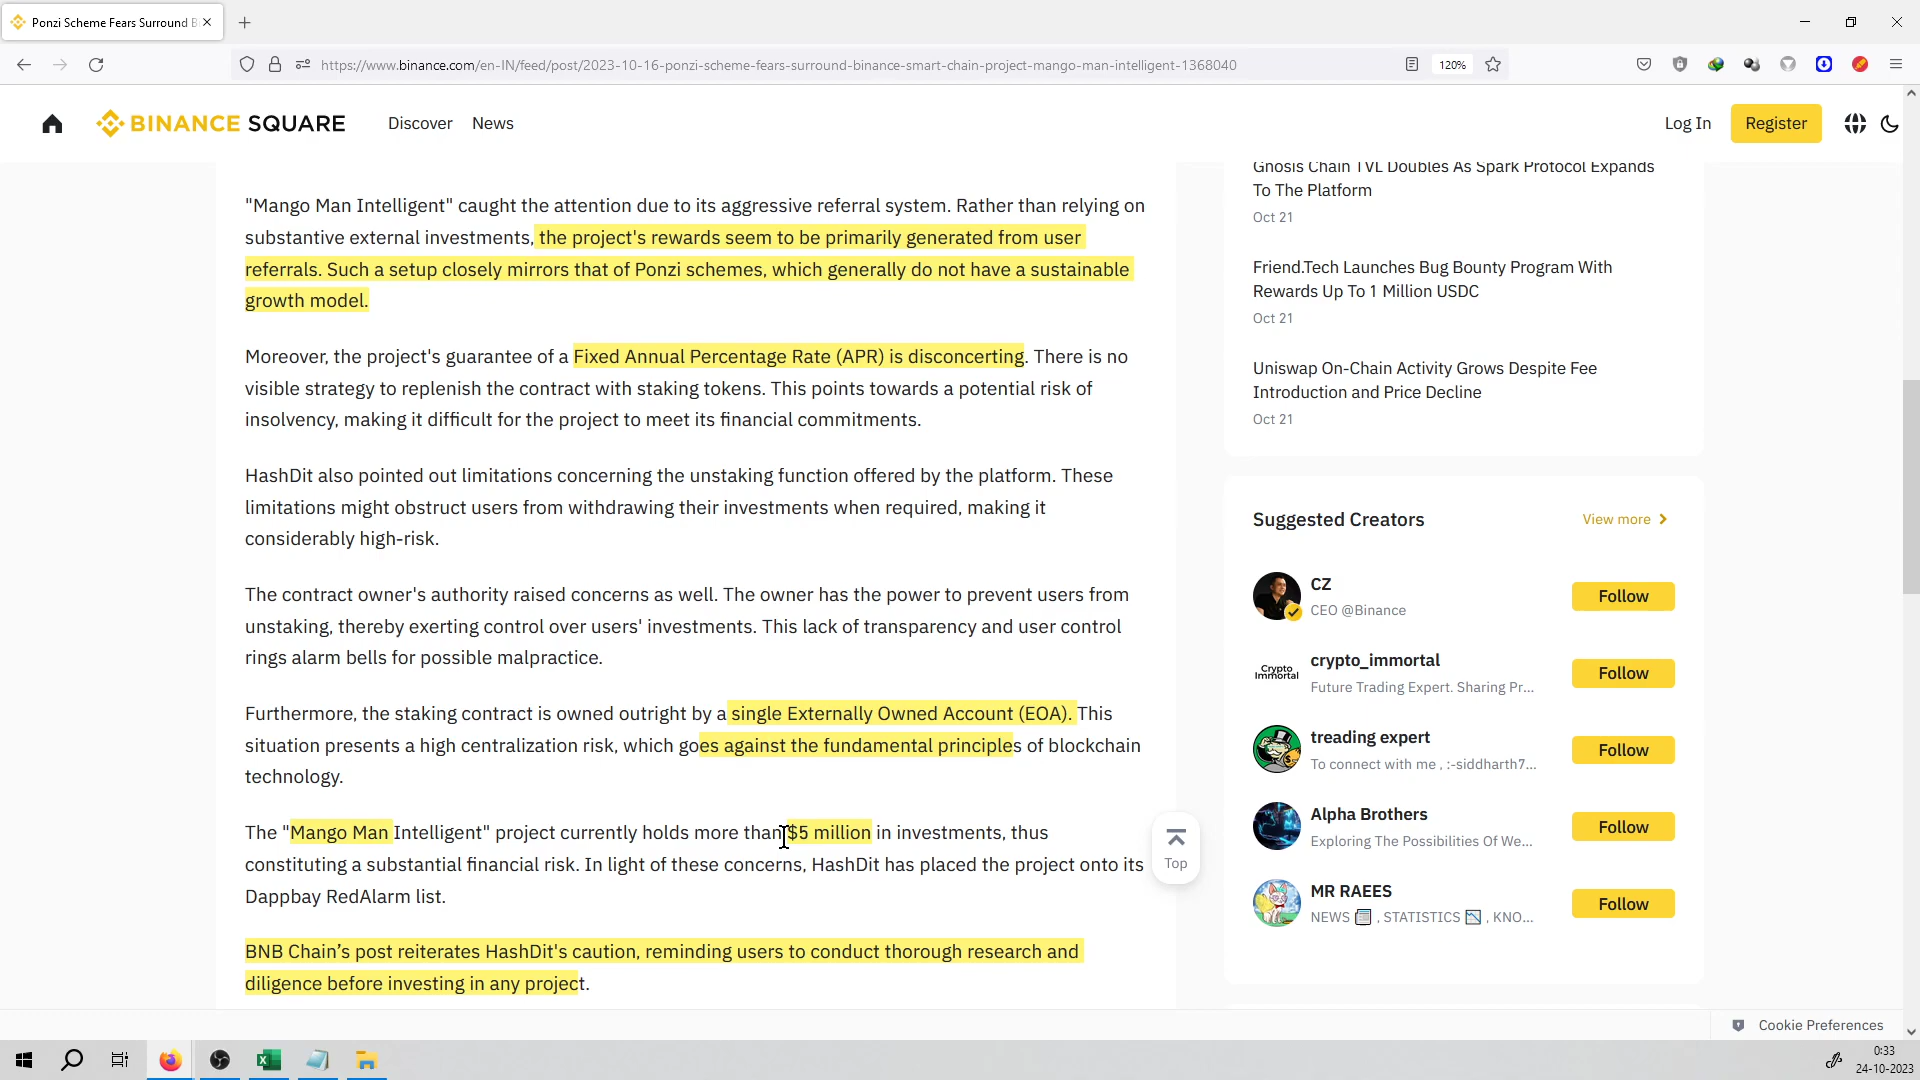 Ponzi Scheme Fears Surround B
https://www.binance.com/en-IN/feed/post/2023-10-16-ponzi-scheme-fears-surround-binance-smart-chain-project-mango-man-intelligent-1368040
120%
BINANCE SQUARE
Discover
News
Log In
Register
"Mango Man Intelligent" caught the attention due to its aggressive referral system. Rather than relying on
substantive external investments, the project's rewards seem to be primarily generated from user
referrals. Such a setup closely mirrors that of Ponzi schemes, which generally do not have a sustainable
growth model.
Moreover, the project's guarantee of a Fixed Annual Percentage Rate (APR) is disconcerting. There is no
visible strategy to replenish the contract with staking tokens. This points towards a potential risk of
insolvency, making it difficult for the project to meet its financial commitments.
HashDit also pointed out limitations concerning the unstaking function offered by the platform. These
limitations might obstruct users from withdrawing their investments when required, making it
considerably high-risk.
The contract owner's authority raised concerns as well. The owner has the power to prevent users from
unstaking, thereby exerting control over users' investments. This lack of transparency and user control
rings alarm bells for possible malpractice.
Furthermore, the staking contract is owned outright by a single Externally Owned Account (EOA). This
situation presents a high centralization risk, which goes against the fundamental principles of blockchain
technology.
The "Mango Man Intelligent" project currently holds more than $5 million in investments, thus
constituting a substantial financial risk. In light of these concerns, HashDit has placed the project onto its
Dappbay RedAlarm list.
BNB Chain’s post reiterates HashDit's caution, reminding users to conduct thorough research and
diligence before investing in any project.
Top
Gnosis Chain TVL Doubles As Spark Protocol Expands
To The Platform
Oct 21
Friend.Tech Launches Bug Bounty Program With
Rewards Up To 1 Million USDC
Oct 21
Uniswap On-Chain Activity Grows Despite Fee
Introduction and Price Decline
Oct 21
Suggested Creators
View more
CZ
CEO @Binance
Follow
Crypto
Immortal
crypto_immortal
Future Trading Expert. Sharing Pr...
Follow
treading expert
To connect with me , :-siddharth7...
Follow
Alpha Brothers
Exploring The Possibilities Of We...
Follow
MR RAEES
NEWS 📰 , STATISTICS 📉 , KNO...
Follow
Cookie Preferences
0:33
24-10-2023